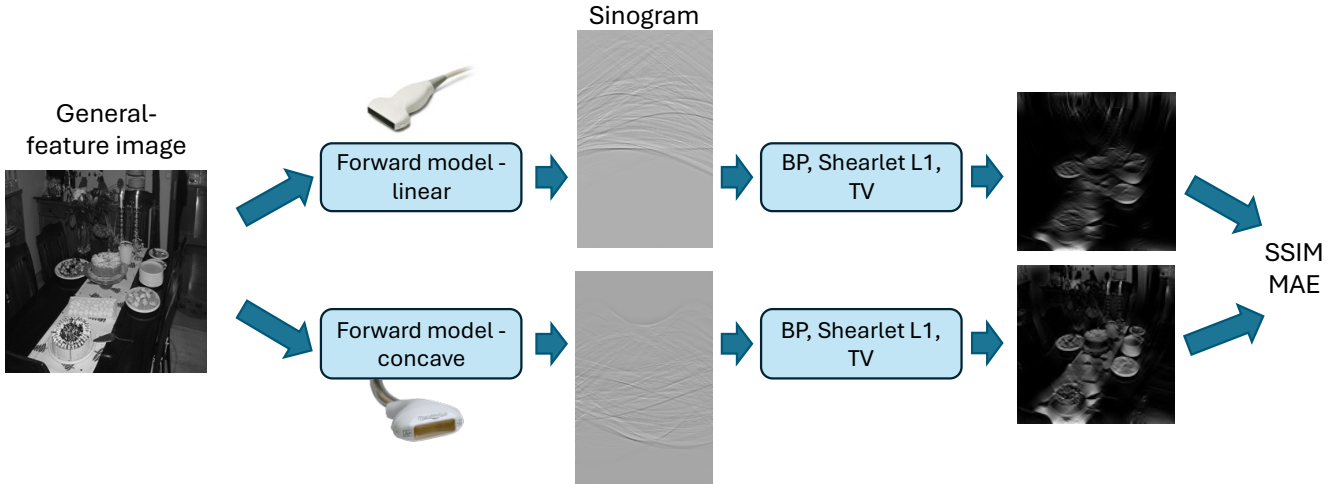 Sinogram
General-
feature image
Forward model -
linear
BP, Shearlet L1,
TV
SSIM
MAE
Forward model -
concave
BP, Shearlet L1,
TV